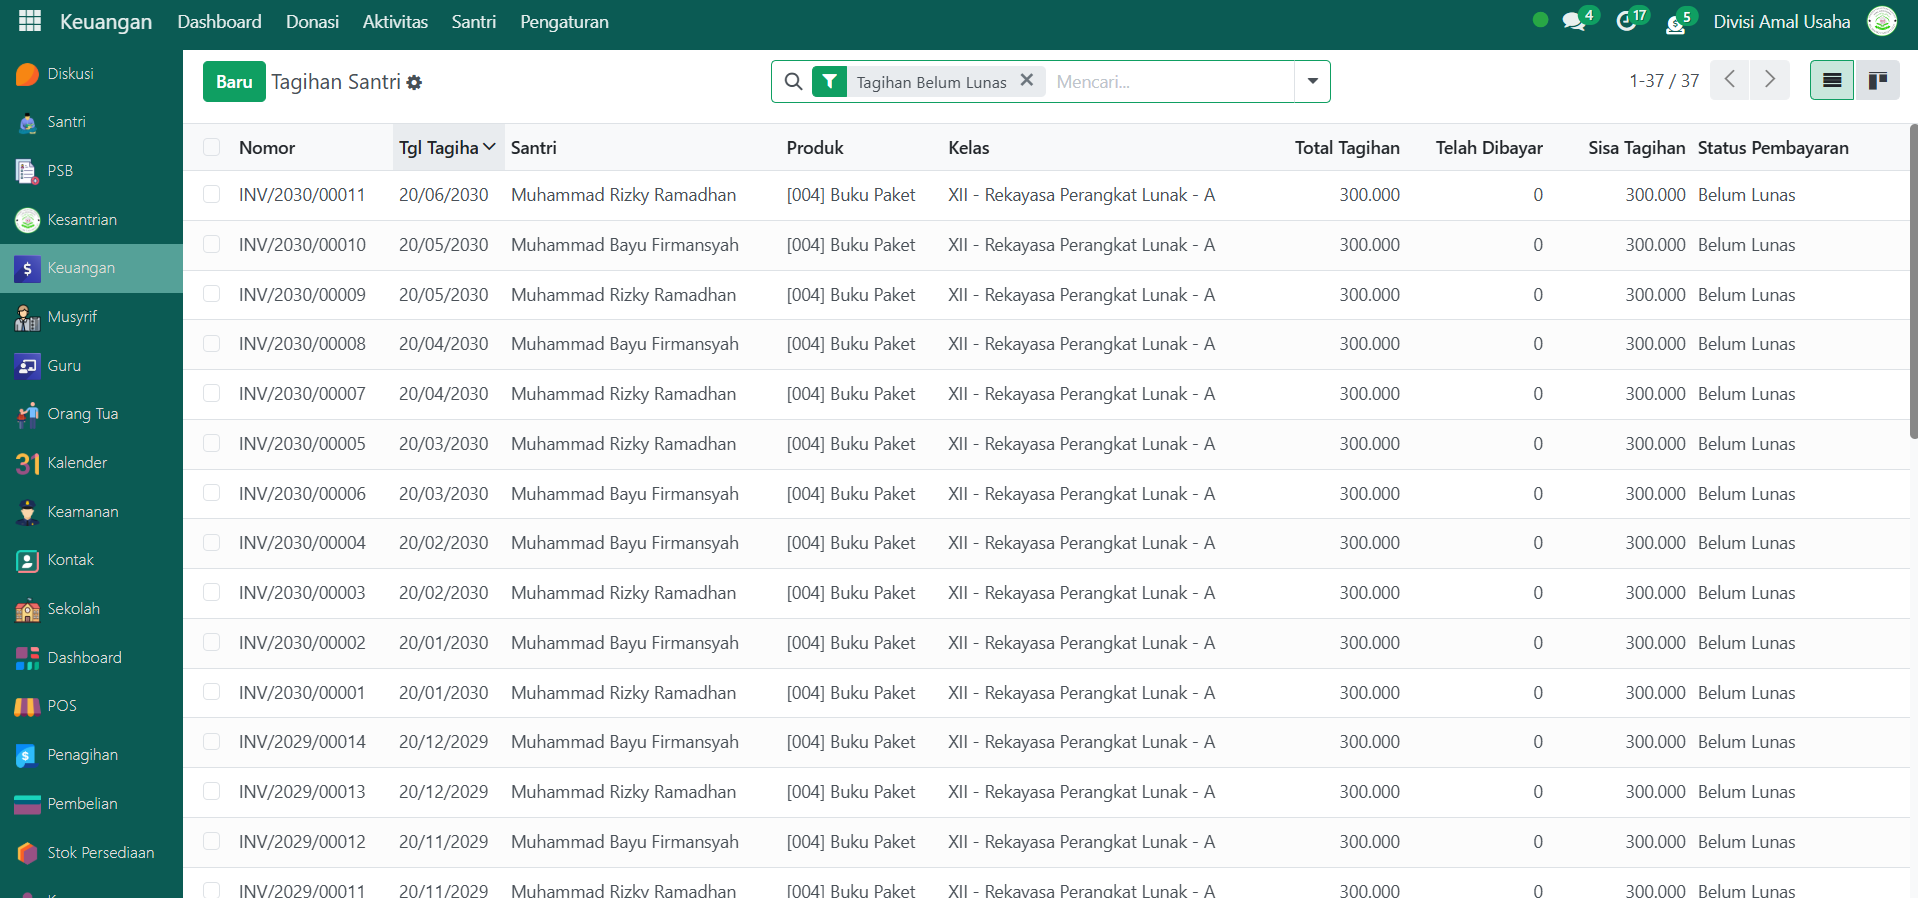 Keuangan Dashboard Donasi Aktivitas Santri Pengaturan 4 17 5 Divisi Amal Usaha
Diskusi
Santri
PSB
Kesantrian
Keuangan
Musyrif
Guru
Orang Tua
31 Kalender
Keamanan
Kontak
Sekolah
Dashboard
POS
Penagihan
Pembelian
Stok Persediaan
Baru Tagihan Santri Tagihan Belum Lunas Mencari... 1-37 / 37
Nomor Tgl Tagiha Santri Produk Kelas Total Tagihan Telah Dibayar Sisa Tagihan Status Pembayaran
INV/2030/00011 20/06/2030 Muhammad Rizky Ramadhan [004] Buku Paket XII - Rekayasa Perangkat Lunak - A 300.000 0 300.000 Belum Lunas
INV/2030/00010 20/05/2030 Muhammad Bayu Firmansyah [004] Buku Paket XII - Rekayasa Perangkat Lunak - A 300.000 0 300.000 Belum Lunas
INV/2030/00009 20/05/2030 Muhammad Rizky Ramadhan [004] Buku Paket XII - Rekayasa Perangkat Lunak - A 300.000 0 300.000 Belum Lunas
INV/2030/00008 20/04/2030 Muhammad Bayu Firmansyah [004] Buku Paket XII - Rekayasa Perangkat Lunak - A 300.000 0 300.000 Belum Lunas
INV/2030/00007 20/04/2030 Muhammad Rizky Ramadhan [004] Buku Paket XII - Rekayasa Perangkat Lunak - A 300.000 0 300.000 Belum Lunas
INV/2030/00005 20/03/2030 Muhammad Rizky Ramadhan [004] Buku Paket XII - Rekayasa Perangkat Lunak - A 300.000 0 300.000 Belum Lunas
INV/2030/00006 20/03/2030 Muhammad Bayu Firmansyah [004] Buku Paket XII - Rekayasa Perangkat Lunak - A 300.000 0 300.000 Belum Lunas
INV/2030/00004 20/02/2030 Muhammad Bayu Firmansyah [004] Buku Paket XII - Rekayasa Perangkat Lunak - A 300.000 0 300.000 Belum Lunas
INV/2030/00003 20/02/2030 Muhammad Rizky Ramadhan [004] Buku Paket XII - Rekayasa Perangkat Lunak - A 300.000 0 300.000 Belum Lunas
INV/2030/00002 20/01/2030 Muhammad Bayu Firmansyah [004] Buku Paket XII - Rekayasa Perangkat Lunak - A 300.000 0 300.000 Belum Lunas
INV/2030/00001 20/01/2030 Muhammad Rizky Ramadhan [004] Buku Paket XII - Rekayasa Perangkat Lunak - A 300.000 0 300.000 Belum Lunas
INV/2029/00014 20/12/2029 Muhammad Bayu Firmansyah [004] Buku Paket XII - Rekayasa Perangkat Lunak - A 300.000 0 300.000 Belum Lunas
INV/2029/00013 20/12/2029 Muhammad Rizky Ramadhan [004] Buku Paket XII - Rekayasa Perangkat Lunak - A 300.000 0 300.000 Belum Lunas
INV/2029/00012 20/11/2029 Muhammad Bayu Firmansyah [004] Buku Paket XII - Rekayasa Perangkat Lunak - A 300.000 0 300.000 Belum Lunas
INV/2029/00011 20/11/2029 Muhammad Rizky Ramadhan [004] Buku Paket XII - Rekayasa Perangkat Lunak - A 300.000 0 300.000 Belum Lunas